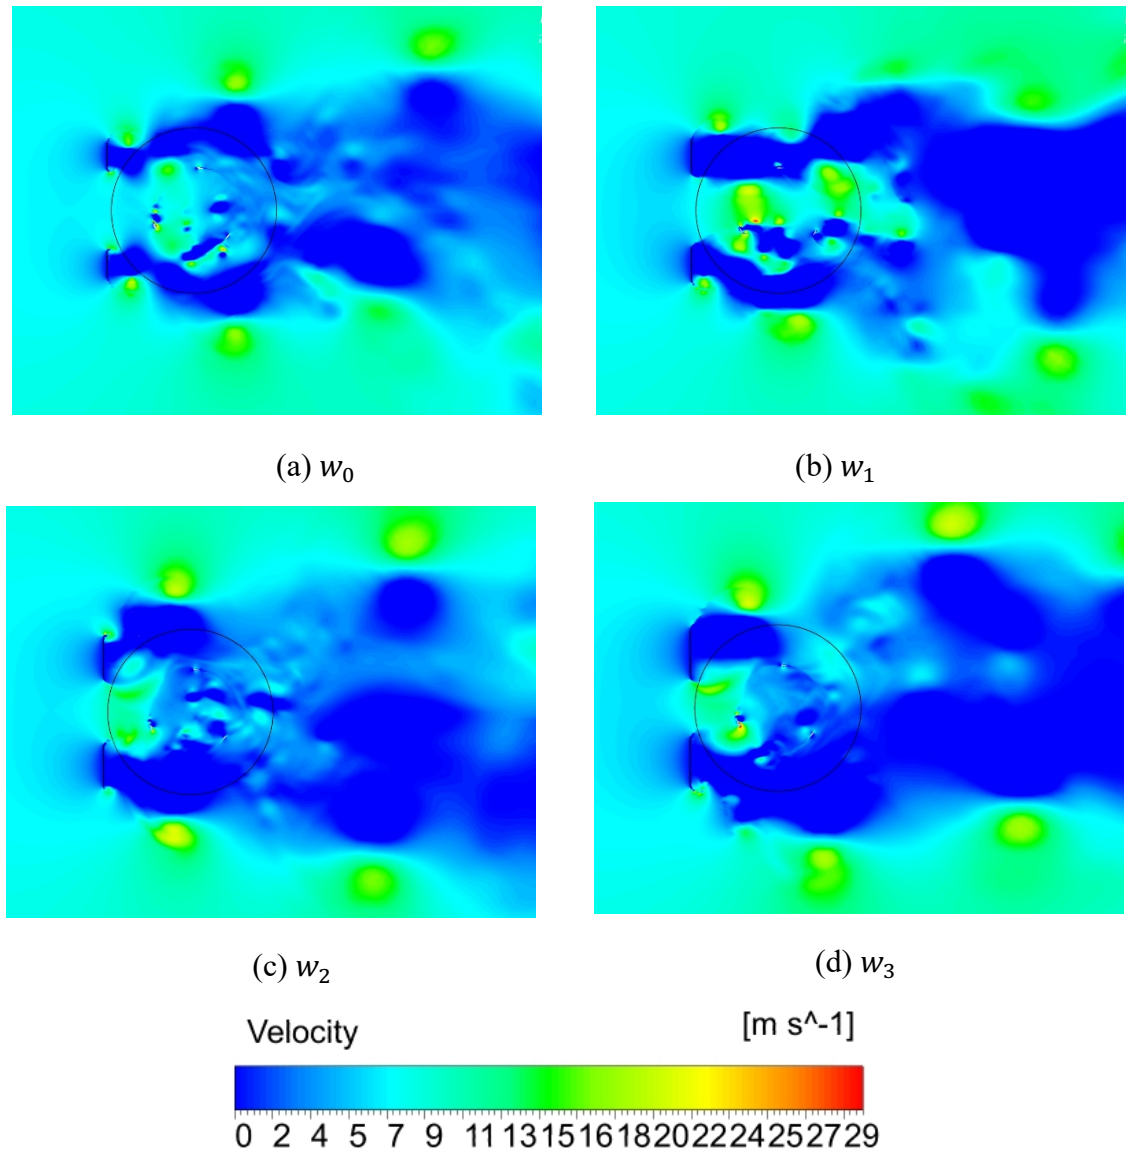 (a) w₀
(b) w₁
(c) w₂
(d) w₃
Velocity [m s^-1]
0 2 4 5 7 9 11 13 15 16 18 20 22 24 25 27 29